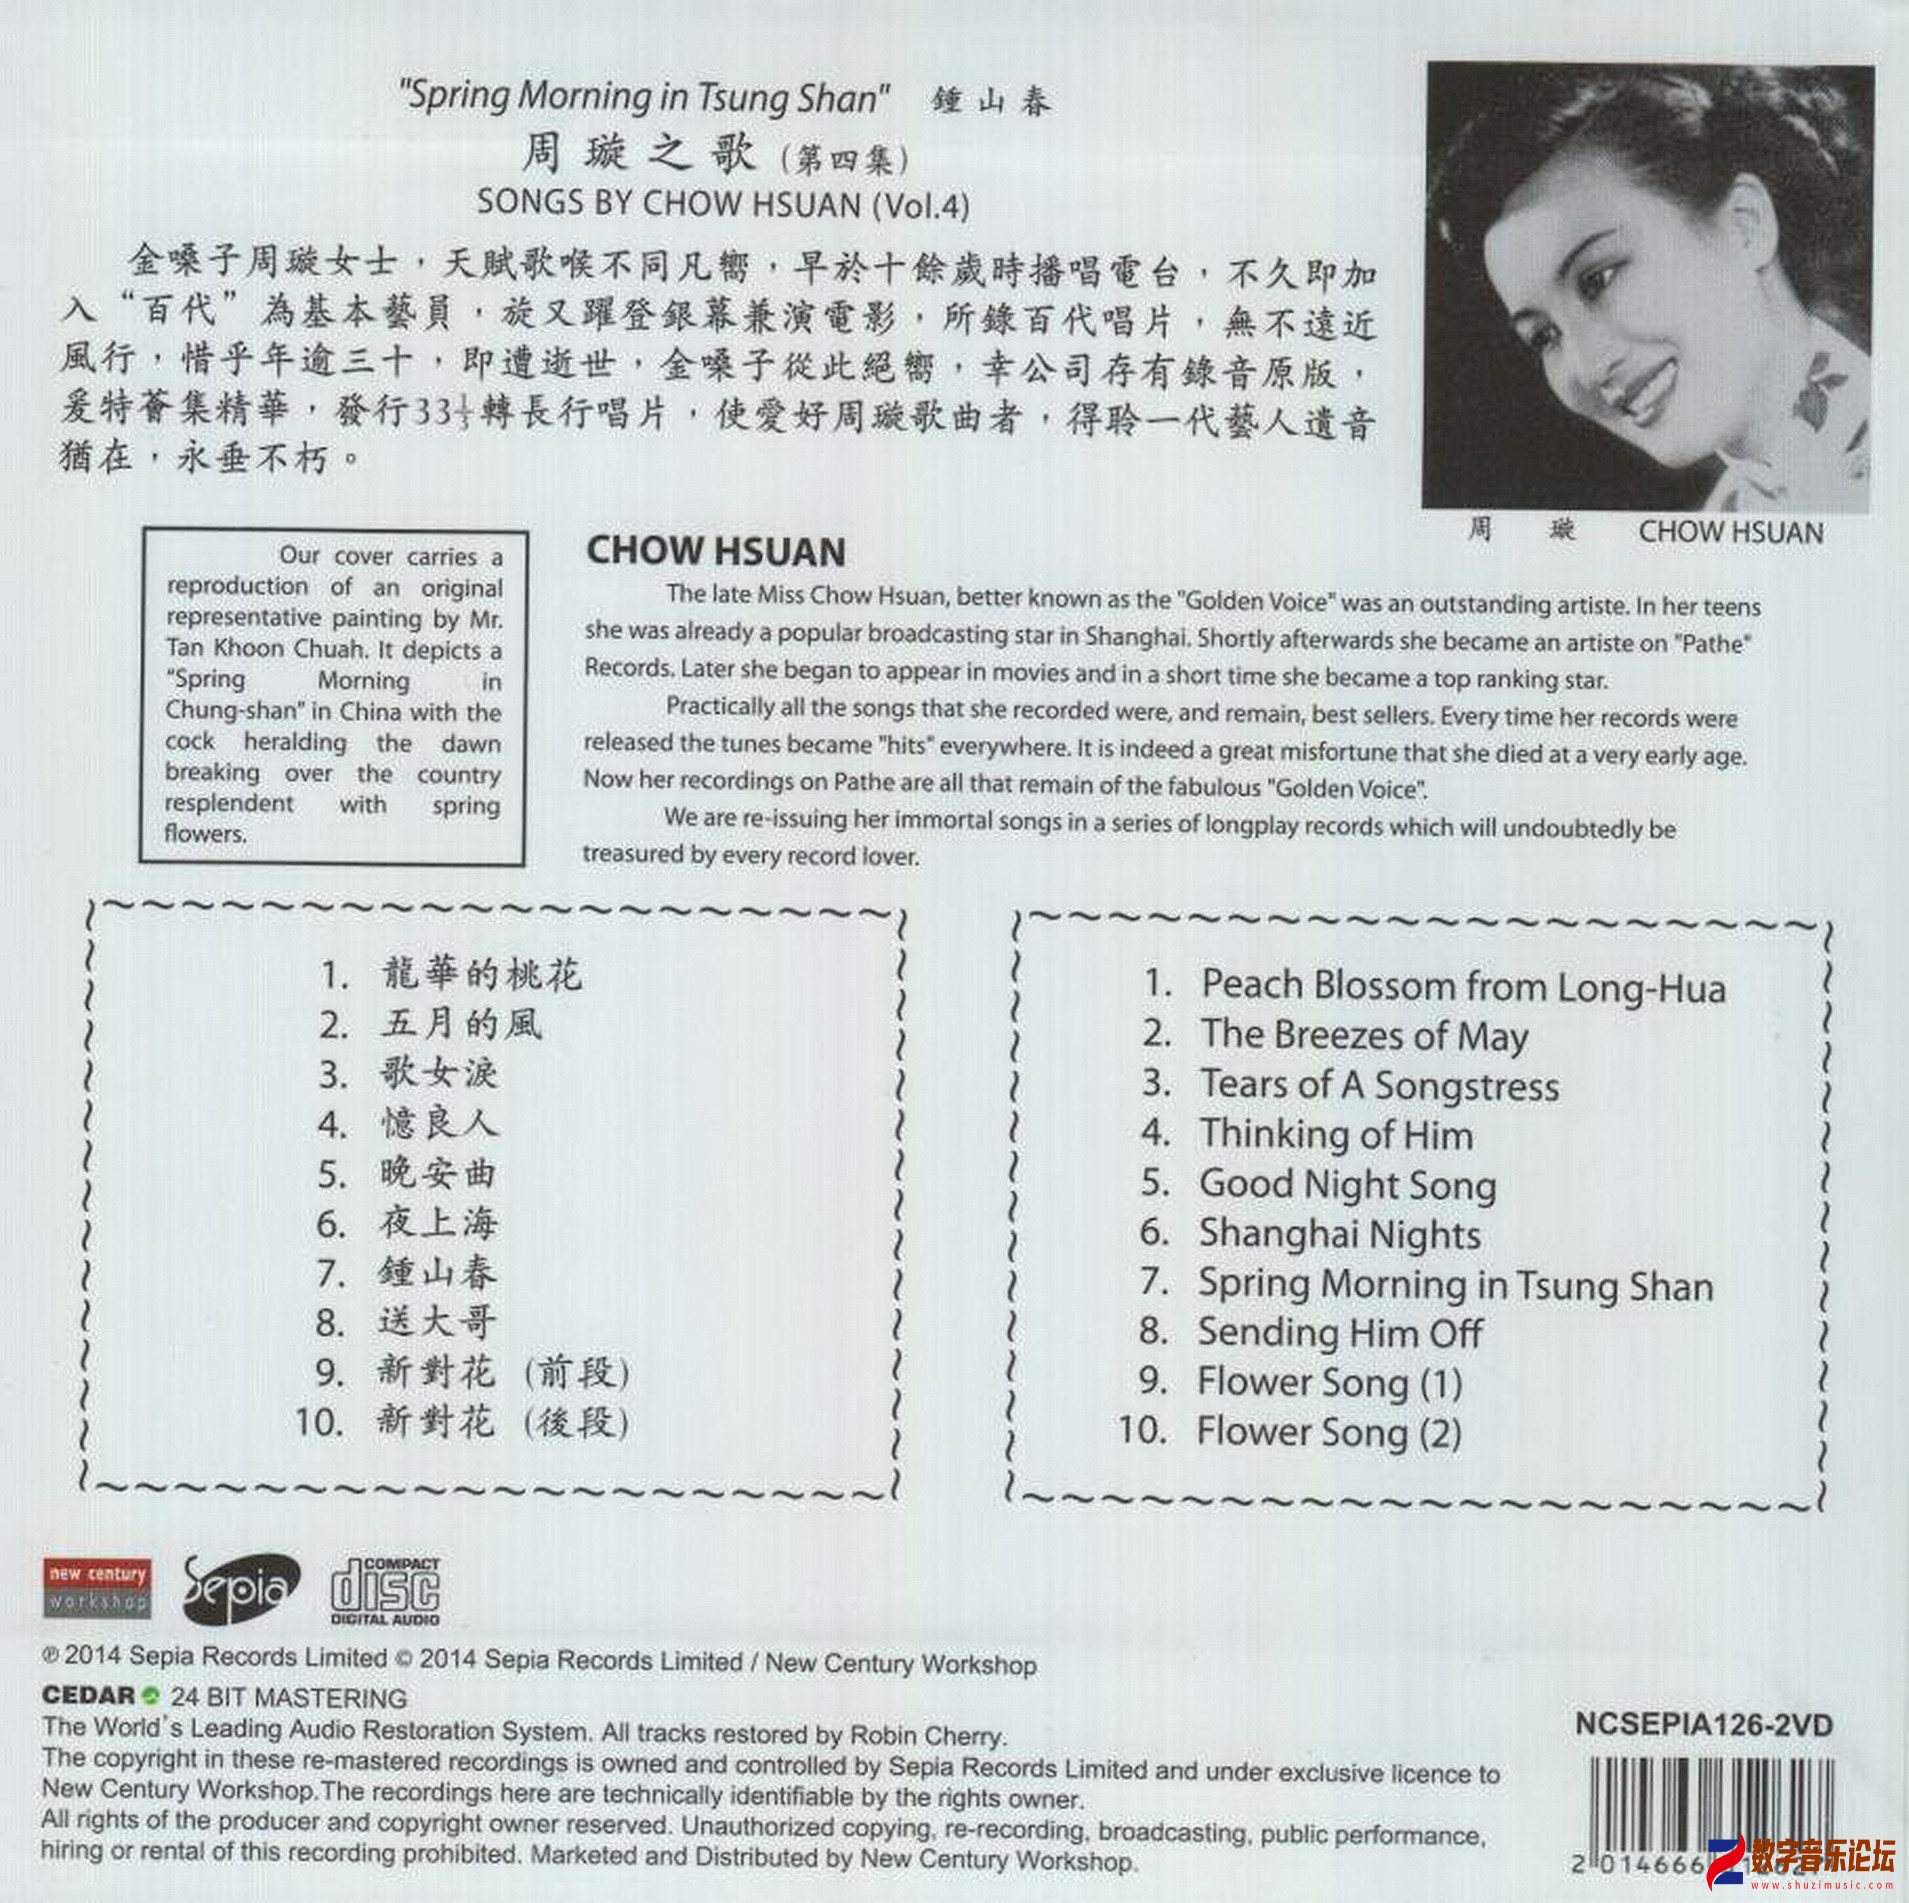 "Spring Morning in Tsung Shan" 鍾山春
周璇之歌(第四集)
SONGS BY CHOW HSUAN (Vol.4)
金嗓子周璇女士，天賦歌喉不同凡嚮，早於十餘歲時播唱電台，不久即加
入“百代”為基本藝員，旋又躍登銀幕兼演電影，所錄百代唱片，無不遠近
風行，惜乎年逾三十，即遭逝世，金嗓子從此絕嚮，幸公司存有錄音原版，
爰特薈集精華，發行33⅓轉長行唱片，使愛好周璇歌曲者，得聆一代藝人遺音
猶在，永垂不朽。
周 璇 CHOW HSUAN
Our cover carries a
reproduction of an original
representative painting by Mr.
Tan Khoon Chuah. It depicts a
"Spring Morning in
Chung-shan" in China with the
cock heralding the dawn
breaking over the country
resplendent with spring
flowers.
CHOW HSUAN
The late Miss Chow Hsuan, better known as the "Golden Voice" was an outstanding artiste. In her teens
she was already a popular broadcasting star in Shanghai. Shortly afterwards she became an artiste on "Pathe"
Records. Later she began to appear in movies and in a short time she became a top ranking star.
Practically all the songs that she recorded were, and remain, best sellers. Every time her records were
released the tunes became "hits" everywhere. It is indeed a great misfortune that she died at a very early age.
Now her recordings on Pathe are all that remain of the fabulous "Golden Voice".
We are re-issuing her immortal songs in a series of longplay records which will undoubtedly be
treasured by every record lover.
1. 龍華的桃花
2. 五月的風
3. 歌女淚
4. 憶良人
5. 晚安曲
6. 夜上海
7. 鍾山春
8. 送大哥
9. 新對花 (前段)
10. 新對花 (後段)
1. Peach Blossom from Long-Hua
2. The Breezes of May
3. Tears of A Songstress
4. Thinking of Him
5. Good Night Song
6. Shanghai Nights
7. Spring Morning in Tsung Shan
8. Sending Him Off
9. Flower Song (1)
10. Flower Song (2)
new century
workshop
Sepia
COMPACT
disc
DIGITAL AUDIO
℗ 2014 Sepia Records Limited © 2014 Sepia Records Limited / New Century Workshop
CEDAR 24 BIT MASTERING
The World's Leading Audio Restoration System. All tracks restored by Robin Cherry.
The copyright in these re-mastered recordings is owned and controlled by Sepia Records Limited and under exclusive licence to
New Century Workshop.The recordings here are technically identifiable by the rights owner.
All rights of the producer and copyright owner reserved. Unauthorized copying, re-recording, broadcasting, public performance,
hiring or rental of this recording prohibited. Marketed and Distributed by New Century Workshop.
NCSEPIA126-2VD
2 014666
数字音乐论坛
www.shuzimusic.com